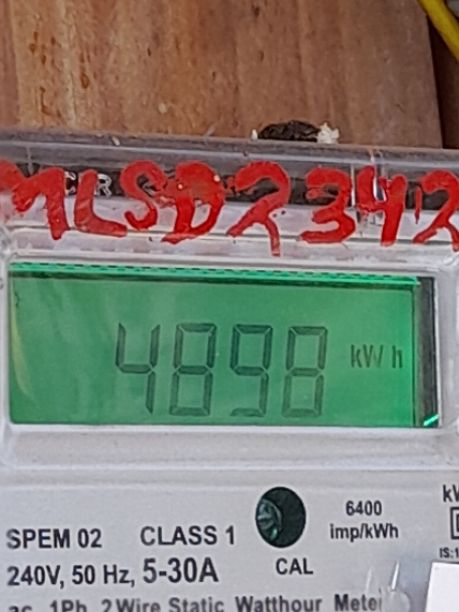 MLSD2342
4898 kWh
6400
imp/kWh
SPEM 02 CLASS 1
CAL
240V, 50 Hz, 5-30A
ac 1Ph 2 Wire Static Watthour Meter